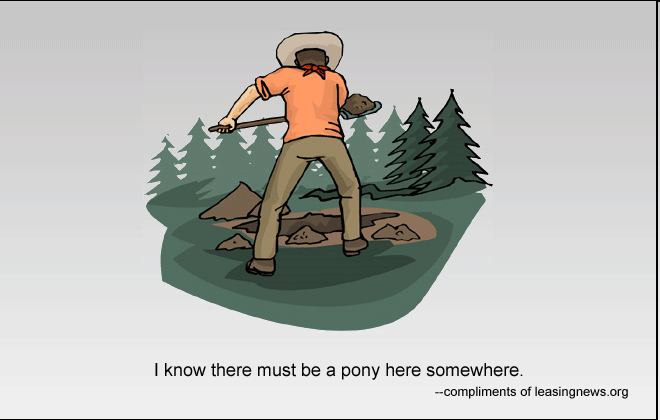 I know there must be a pony here somewhere.
--compliments of leasingnews.org